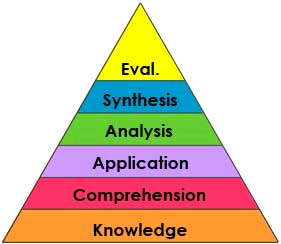 Eval.
Synthesis
Analysis
Application
Comprehension
Knowledge